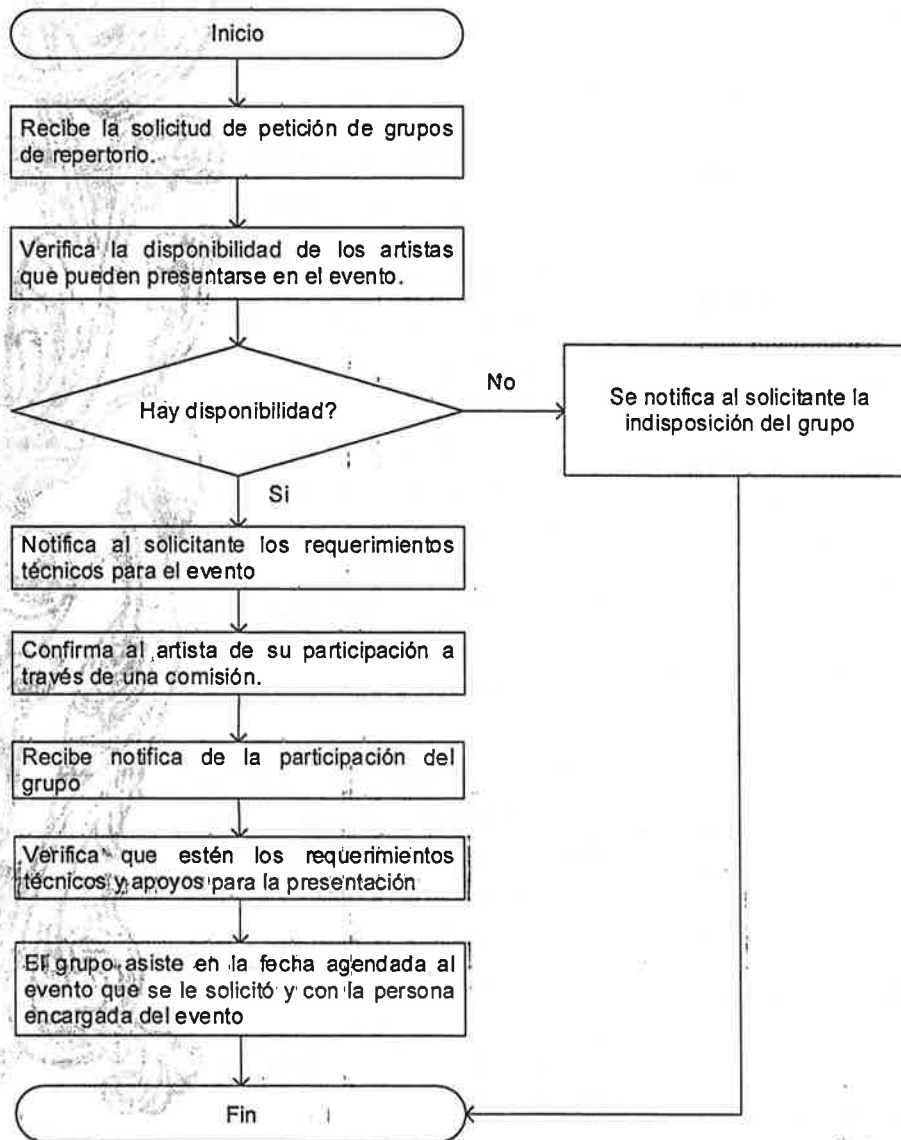 Inicio
Recibe la solicitud de petición de grupos
de repertorio.
Verifica la disponibilidad de los artistas
que pueden presentarse en el evento.
Hay disponibilidad?
No
Se notifica al solicitante la
indisposición del grupo
Si
Notifica al solicitante los requerimientos
técnicos para el evento
Confirma al artista de su participación a
través de una comisión.
Recibe notifica de la participación del
grupo
Verifica que estén los requerimientos
técnicos y apoyos para la presentación
El grupo asiste en la fecha agendada al
evento que se le solicitó y con la persona
encargada del evento
Fin